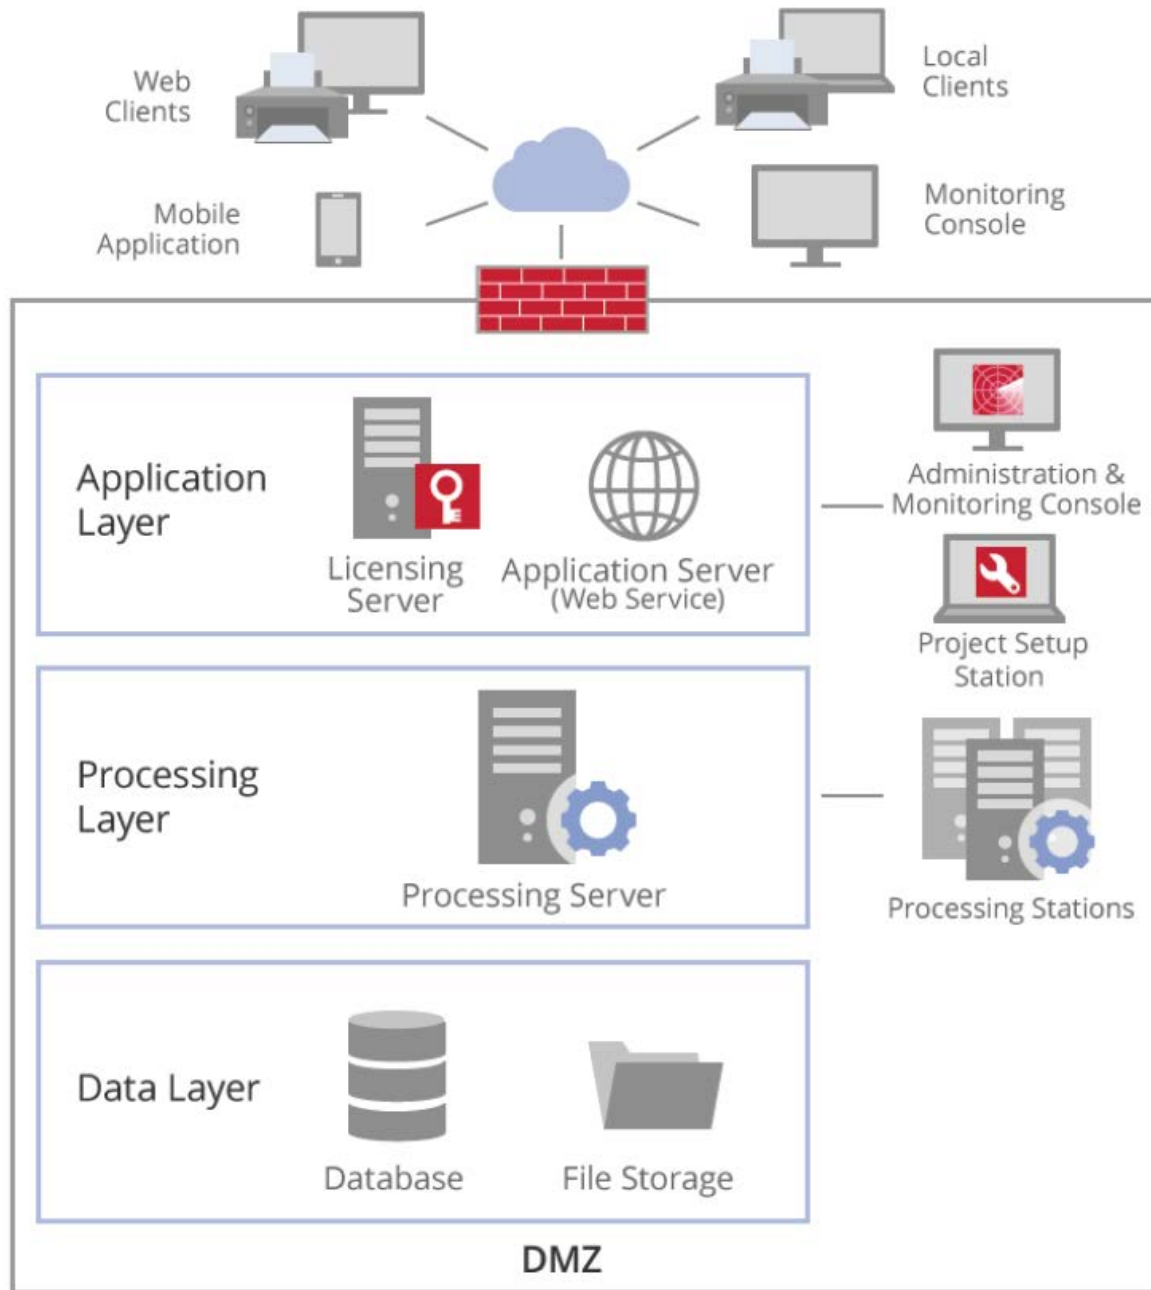 Web
Clients
Local
Clients
Mobile
Application
Monitoring
Console
Application
Layer
Licensing
Server
Application Server
(Web Service)
Administration &
Monitoring Console
Project Setup
Station
Processing
Layer
Processing Server
Processing Stations
Data Layer
Database
File Storage
DMZ